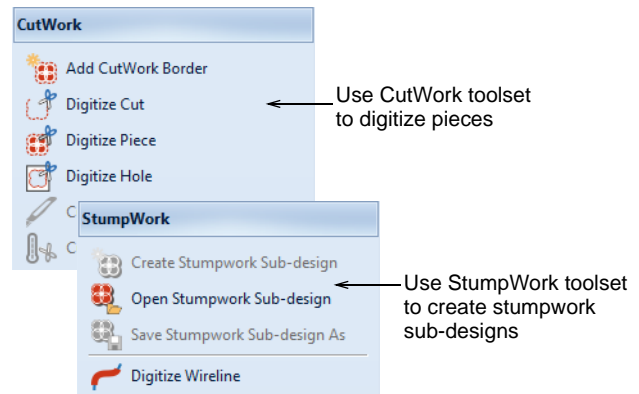 CutWork
Add CutWork Border
Digitize Cut
Digitize Piece
Digitize Hole
C
C
Use CutWork toolset
to digitize pieces
StumpWork
Create Stumpwork Sub-design
Open Stumpwork Sub-design
Save Stumpwork Sub-design As
Digitize Wireline
Use StumpWork toolset
to create stumpwork
sub-designs